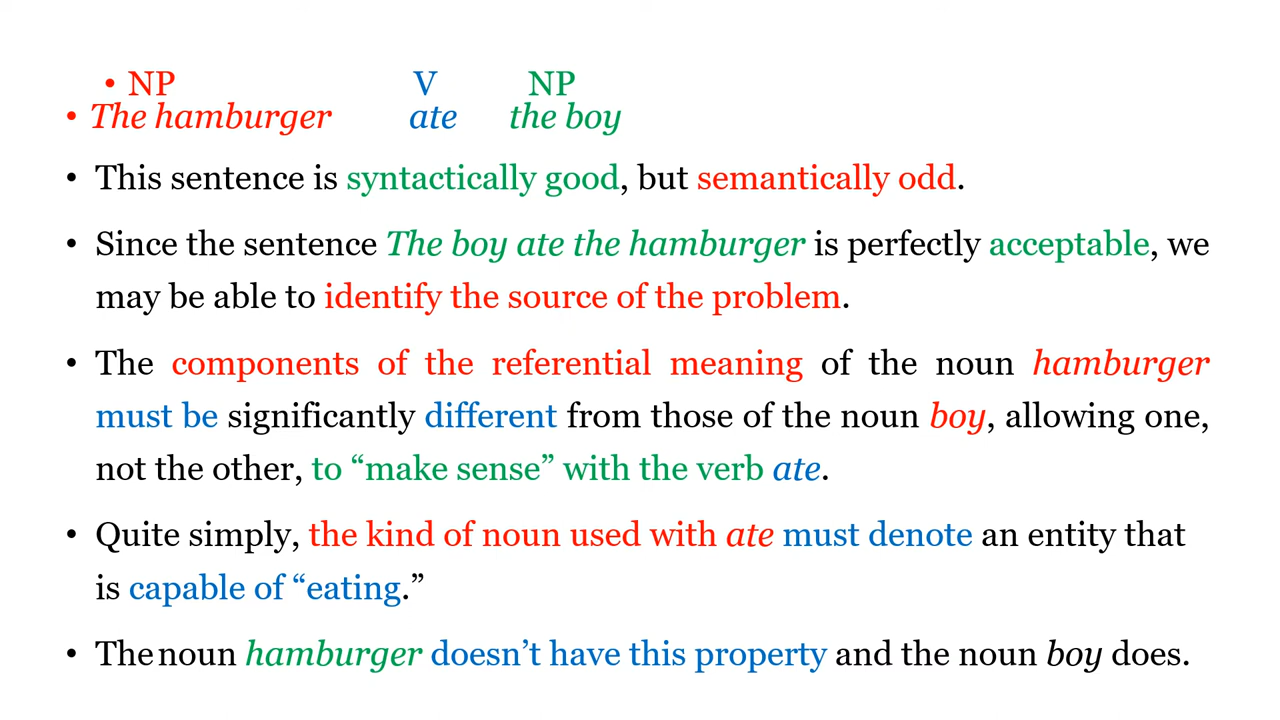 • NP V NP
• The hamburger ate the boy
• This sentence is syntactically good, but semantically odd.
• Since the sentence The boy ate the hamburger is perfectly acceptable, we
may be able to identify the source of the problem.
• The components of the referential meaning of the noun hamburger
must be significantly different from those of the noun boy, allowing one,
not the other, to “make sense” with the verb ate.
• Quite simply, the kind of noun used with ate must denote an entity that
is capable of “eating.”
• The noun hamburger doesn’t have this property and the noun boy does.